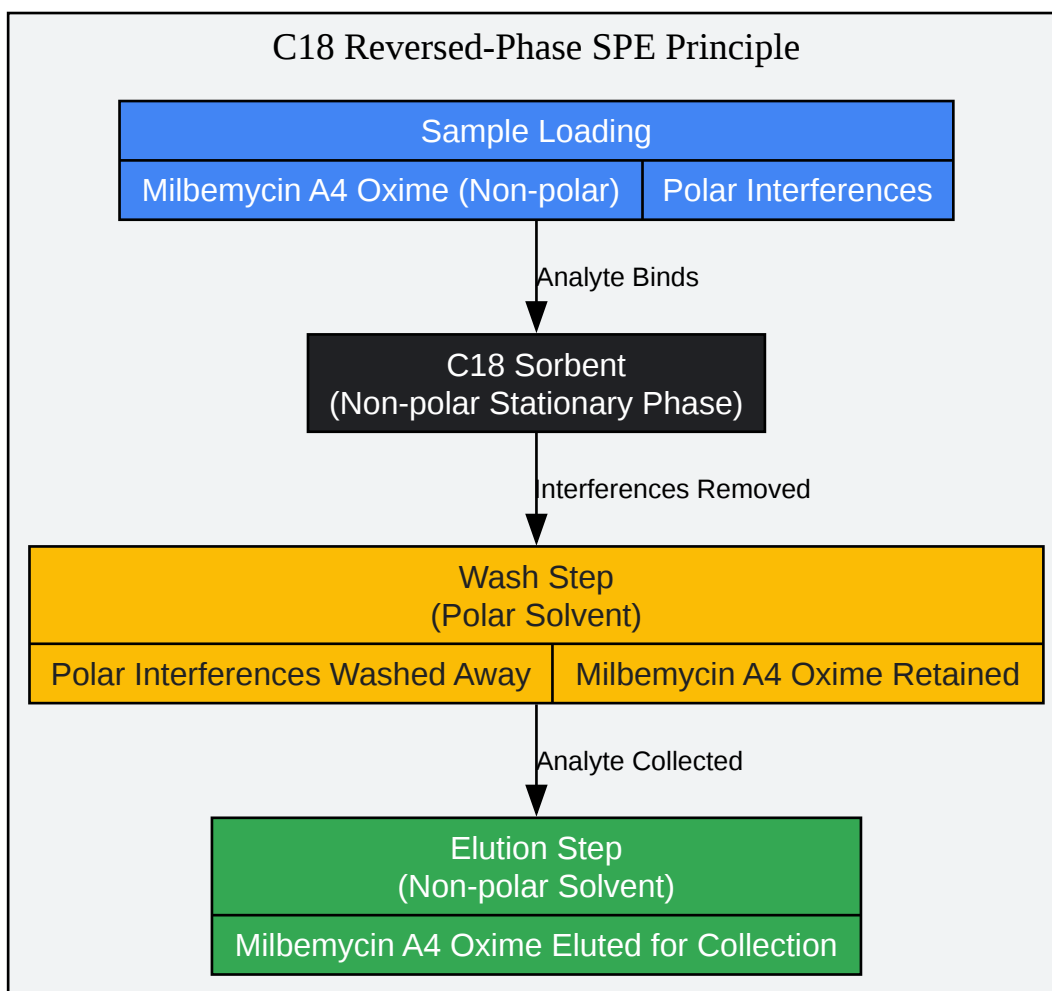 C18 Reversed-Phase SPE Principle
Sample Loading
Milbemycin A4 Oxime (Non-polar)
Polar Interferences
Analyte Binds
C18 Sorbent
(Non-polar Stationary Phase)
Interferences Removed
Wash Step
(Polar Solvent)
Polar Interferences Washed Away
Milbemycin A4 Oxime Retained
Analyte Collected
Elution Step
(Non-polar Solvent)
Milbemycin A4 Oxime Eluted for Collection